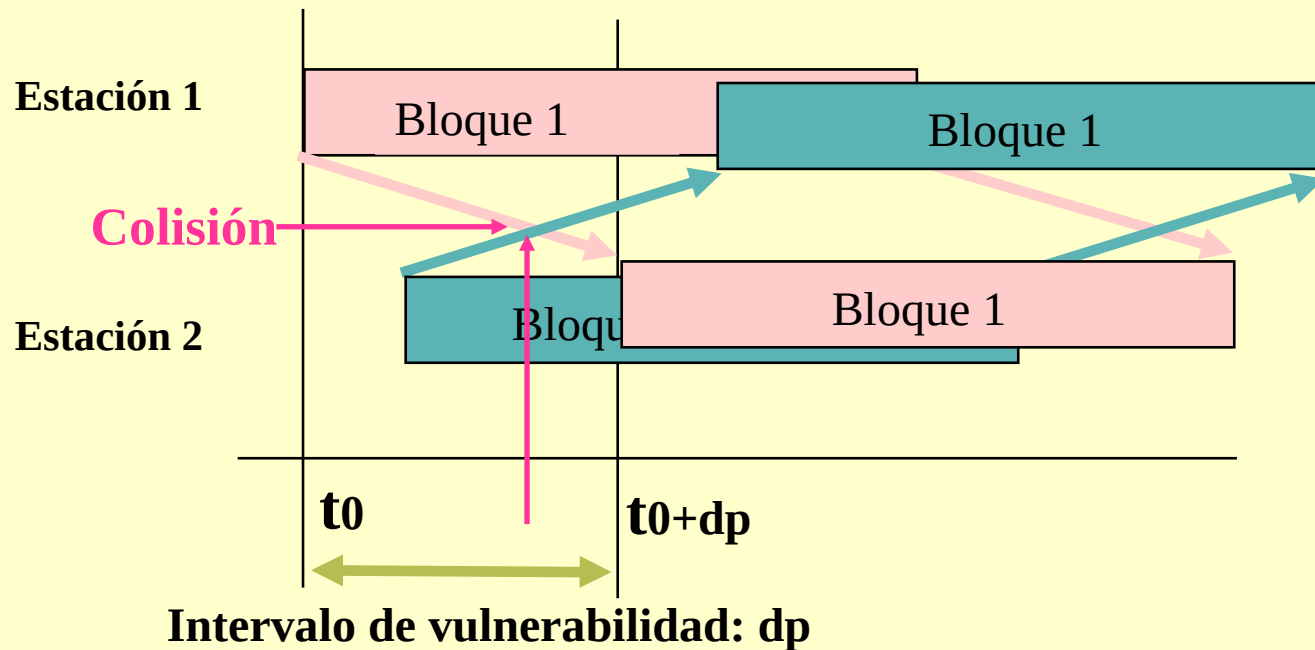 Estación 1
Bloque 1
Bloque 1
Colisión
Bloque 1
Estación 2
t0
t0+dp
Intervalo de vulnerabilidad: dp